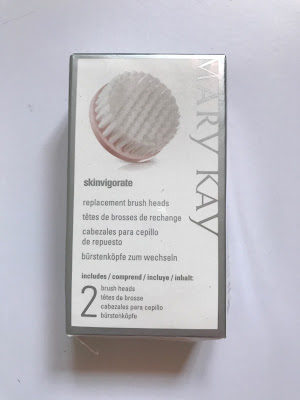 MARY KAY
skinvigorate
replacement brush heads
têtes de brosses de rechange
cabezales para cepillo
de repuesto
bürstenköpfe zum wechseln
includes / comprend / incluye / inhalt:
2
brush heads
têtes de brosse
cabezales para cepillo
bürstenköpfe